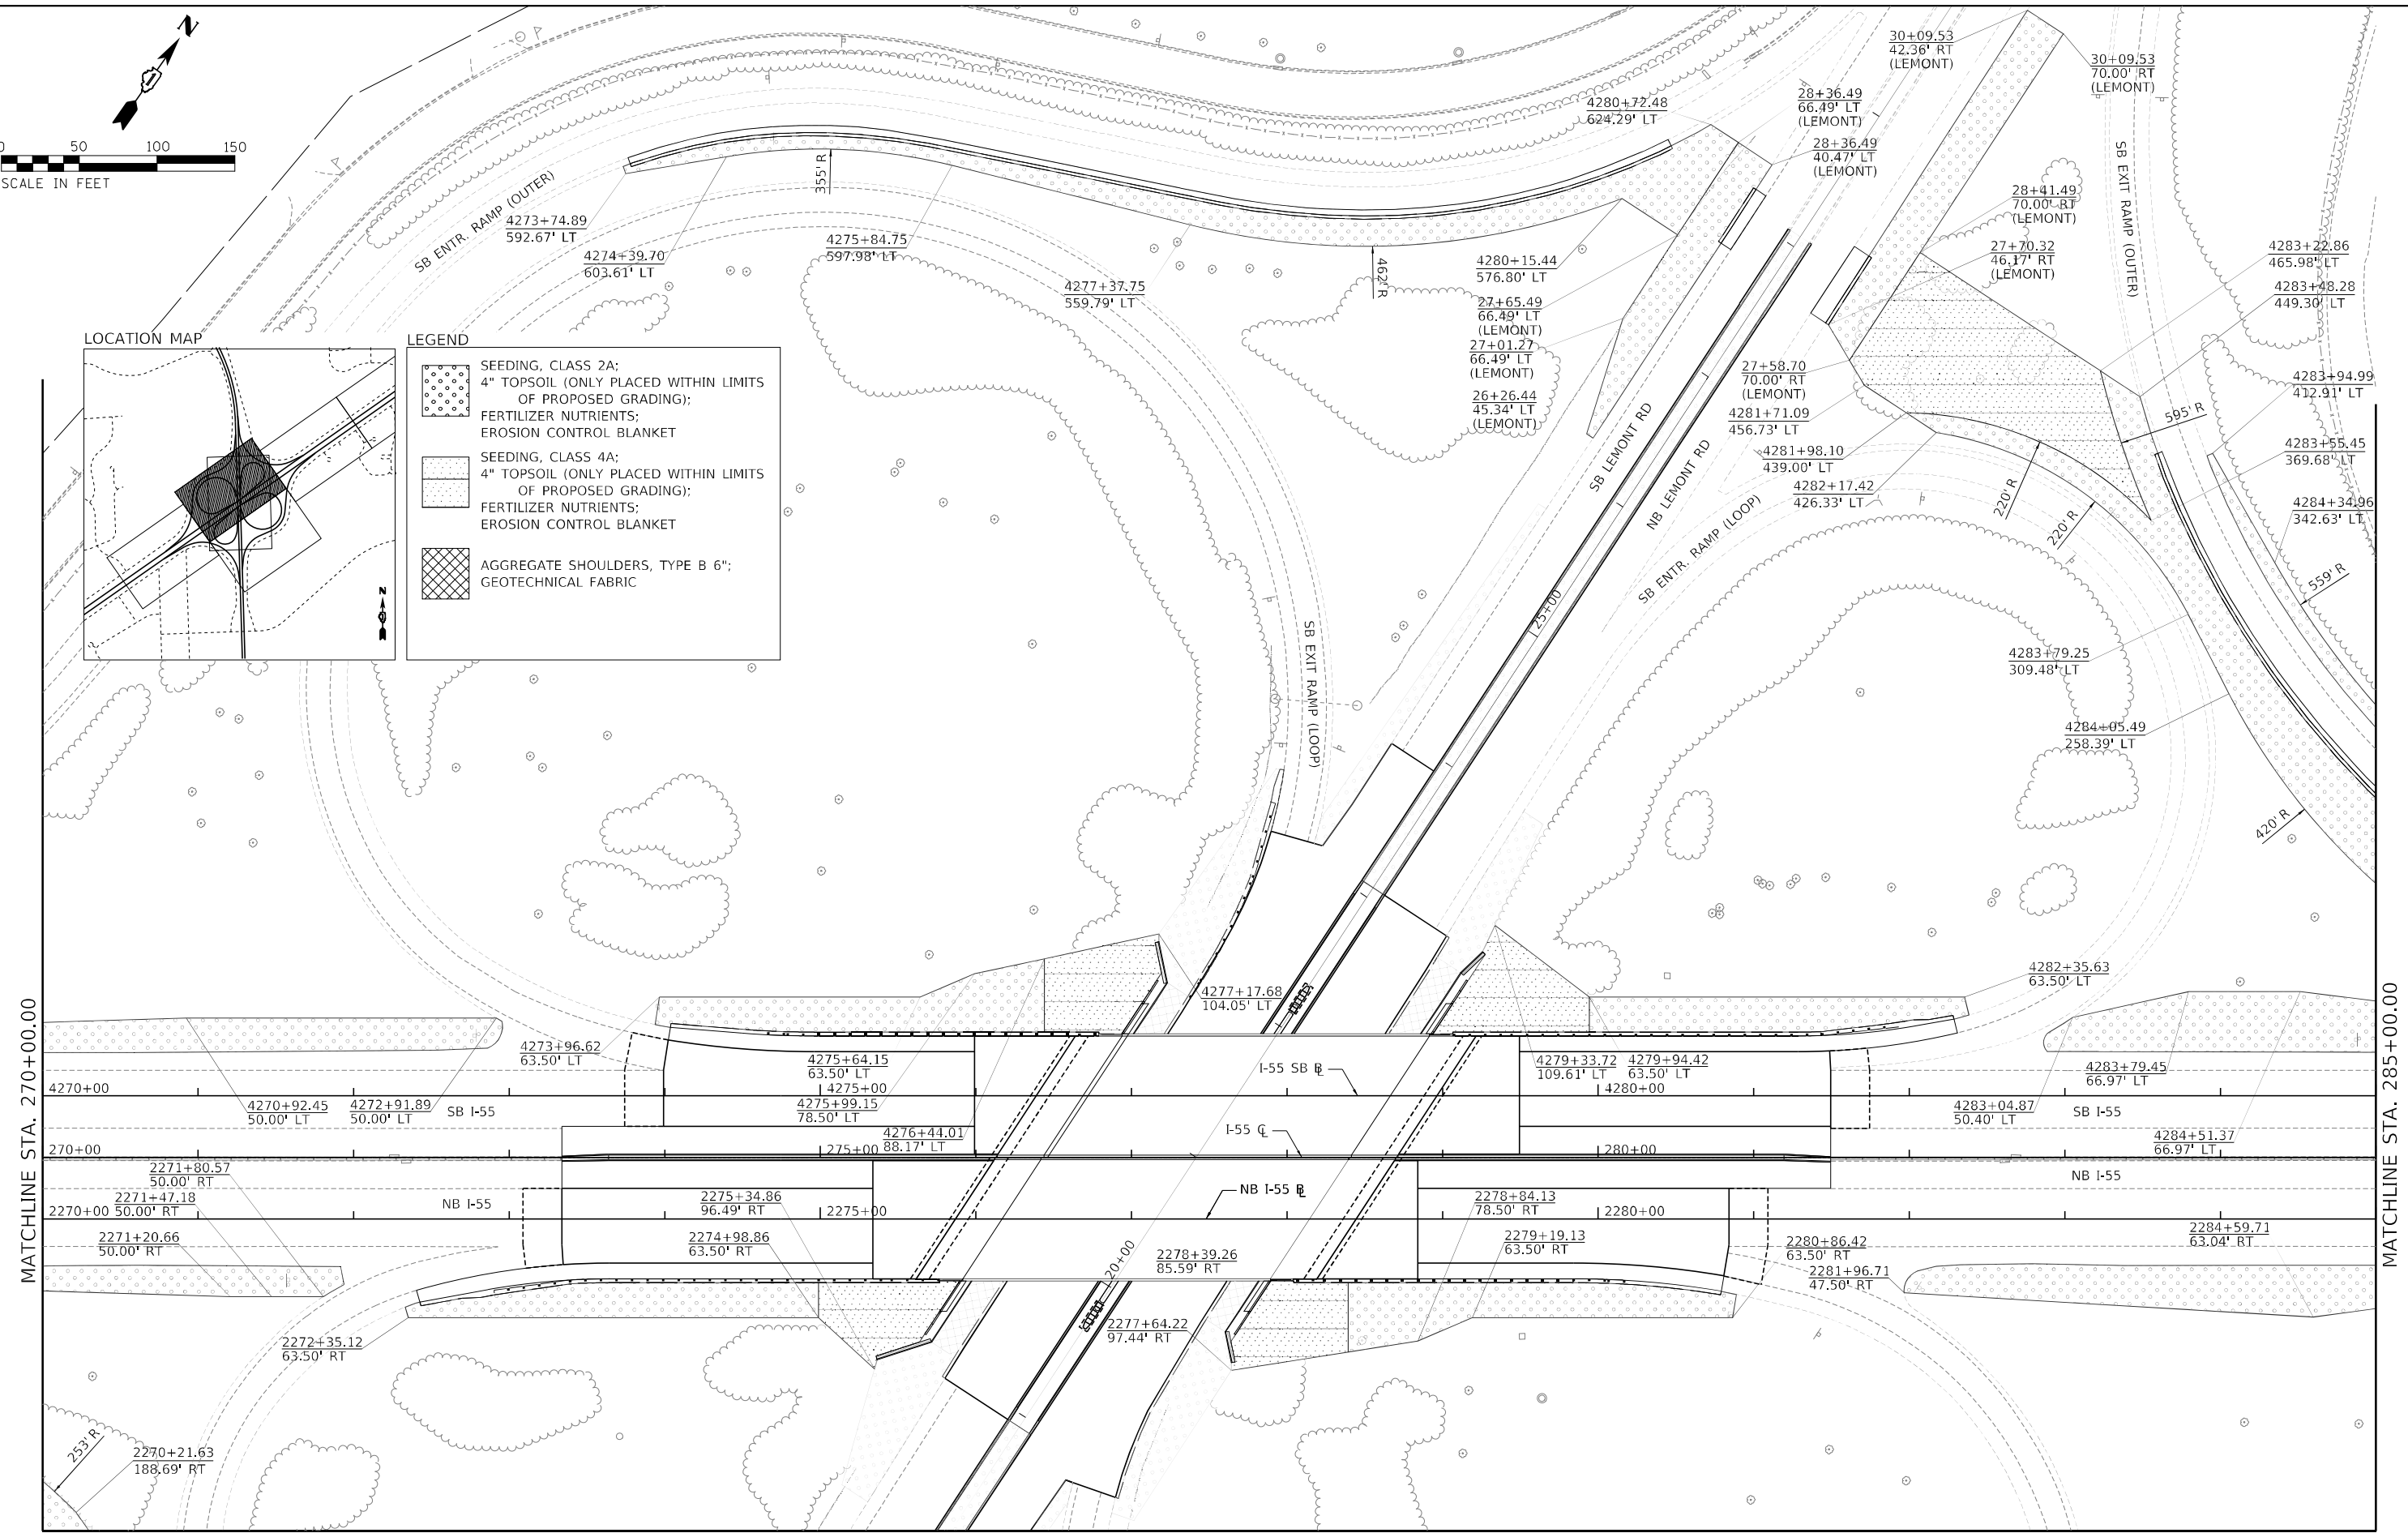 N
0 50 100 150
SCALE IN FEET
30+09.53
42.36' RT
(LEMONT)
30+09.53
70.00' RT
(LEMONT)
28+36.49
66.49' LT
(LEMONT)
28+36.49
40.47' LT
(LEMONT)
4280+72.48
624.29' LT
SB EXIT RAMP (OUTER)
28+41.49
70.00' RT
(LEMONT)
27+70.32
46.17' RT
(LEMONT)
4283+22.86
465.98' LT
4283+48.28
449.30' LT
355' R
SB ENTR. RAMP (OUTER)
4273+74.89
592.67' LT
4274+39.70
603.61' LT
4275+84.75
597.98' LT
4277+37.75
559.79' LT
462' R
4280+15.44
576.80' LT
27+65.49
66.49' LT
(LEMONT)
27+01.27
66.49' LT
(LEMONT)
26+26.44
45.34' LT
(LEMONT)
27+58.70
70.00' RT
(LEMONT)
4281+71.09
456.73' LT
4281+98.10
439.00' LT
4282+17.42
426.33' LT
4283+94.99
412.91' LT
595' R
4283+55.45
369.68' LT
4284+34.96
342.63' LT
220' R
220' R
559' R
SB LEMONT RD
NB LEMONT RD
SB ENTR. RAMP (LOOP)
25+00
4283+79.25
309.48' LT
4284+05.49
258.39' LT
420' R
LOCATION MAP
N
LEGEND
SEEDING, CLASS 2A;
4" TOPSOIL (ONLY PLACED WITHIN LIMITS
OF PROPOSED GRADING);
FERTILIZER NUTRIENTS;
EROSION CONTROL BLANKET
SEEDING, CLASS 4A;
4" TOPSOIL (ONLY PLACED WITHIN LIMITS
OF PROPOSED GRADING);
FERTILIZER NUTRIENTS;
EROSION CONTROL BLANKET
AGGREGATE SHOULDERS, TYPE B 6";
GEOTECHNICAL FABRIC
SB EXIT RAMP (LOOP)
MATCHLINE STA. 270+00.00
MATCHLINE STA. 285+00.00
4282+35.63
63.50' LT
4277+17.68
104.05' LT
4273+96.62
63.50' LT
4275+64.15
63.50' LT
4279+33.72
109.61' LT
4279+94.42
63.50' LT
4283+79.45
66.97' LT
4270+00
4275+00
I-55 SB BL
4280+00
4270+92.45
50.00' LT
4272+91.89
50.00' LT
SB I-55
4275+99.15
78.50' LT
4283+04.87
50.40' LT
SB I-55
4276+44.01
88.17' LT
I-55 CL
4284+51.37
66.97' LT
270+00
275+00
280+00
2271+80.57
50.00' RT
2271+47.18
50.00' RT
NB I-55
2275+34.86
96.49' RT
NB I-55 BL
2278+84.13
78.50' RT
NB I-55
2270+00
2275+00
2280+00
2271+20.66
50.00' RT
2274+98.86
63.50' RT
2278+39.26
85.59' RT
2279+19.13
63.50' RT
2280+86.42
63.50' RT
2284+59.71
63.04' RT
2281+96.71
47.50' RT
20+00
2272+35.12
63.50' RT
2277+64.22
97.44' RT
253' R
2270+21.63
188.69' RT